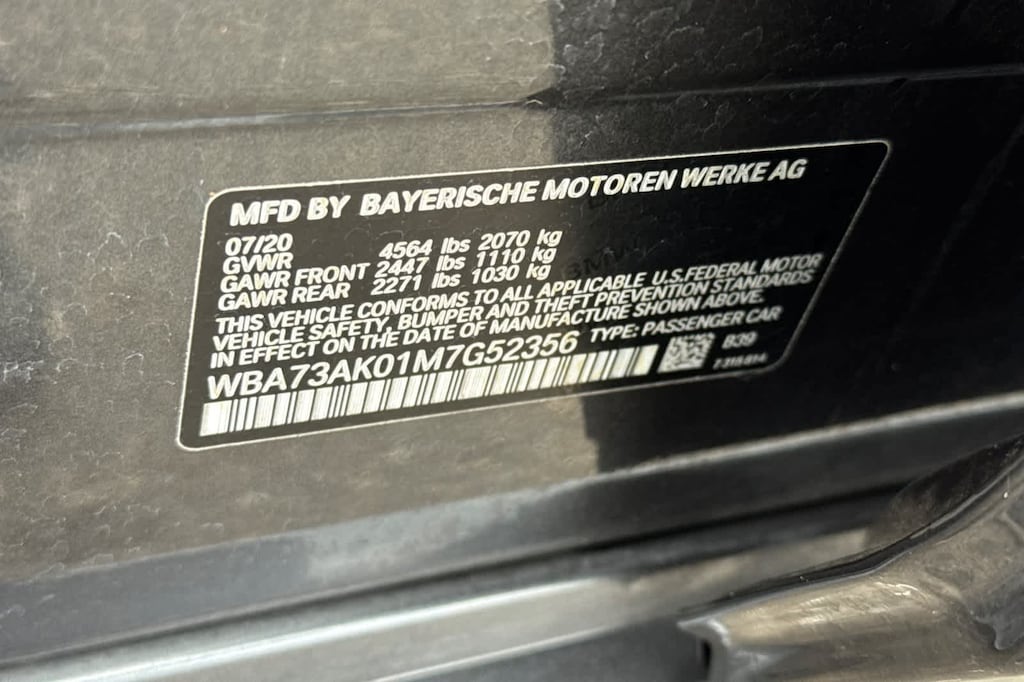 MFD BY BAYERISCHE MOTOREN WERKE AG
07/20
GVWR 4564 lbs 2070 kg
GAWR FRONT 2447 lbs 1110 kg
GAWR REAR 2271 lbs 1030 kg
THIS VEHICLE CONFORMS TO ALL APPLICABLE U.S.FEDERAL MOTOR
VEHICLE SAFETY, BUMPER AND THEFT PREVENTION STANDARDS
IN EFFECT ON THE DATE OF MANUFACTURE SHOWN ABOVE.
WBA73AK01M7G52356 TYPE: PASSENGER CAR
B39